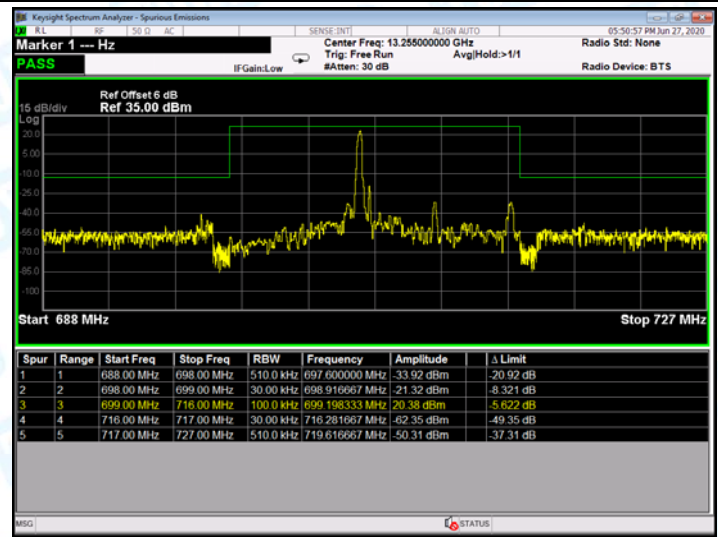 Keysight Spectrum Analyzer - Spurious Emissions
RL RF 50 Ω AC SENSE:INT ALIGN AUTO 05:50:57 PM Jun 27, 2020
Marker 1 --- Hz Center Freq: 13.255000000 GHz Radio Std: None
Trig: Free Run Avg|Hold:>1/1
PASS IFGain:Low #Atten: 30 dB Radio Device: BTS
Ref Offset 6 dB
15 dB/div Ref 35.00 dBm
Log
20.0
5.00
-10.0
-25.0
-40.0
-55.0
-70.0
-85.0
-100
Start 688 MHz Stop 727 MHz
Spur Range Start Freq Stop Freq RBW Frequency Amplitude Δ Limit
1 1 688.00 MHz 698.00 MHz 510.0 kHz 697.600000 MHz -33.92 dBm -20.92 dB
2 2 698.00 MHz 699.00 MHz 30.00 kHz 698.916667 MHz -21.32 dBm -8.321 dB
3 3 699.00 MHz 716.00 MHz 100.0 kHz 699.198333 MHz 20.38 dBm -5.622 dB
4 4 716.00 MHz 717.00 MHz 30.00 kHz 716.281667 MHz -62.35 dBm -49.35 dB
5 5 717.00 MHz 727.00 MHz 510.0 kHz 719.616667 MHz -50.31 dBm -37.31 dB
MSG STATUS